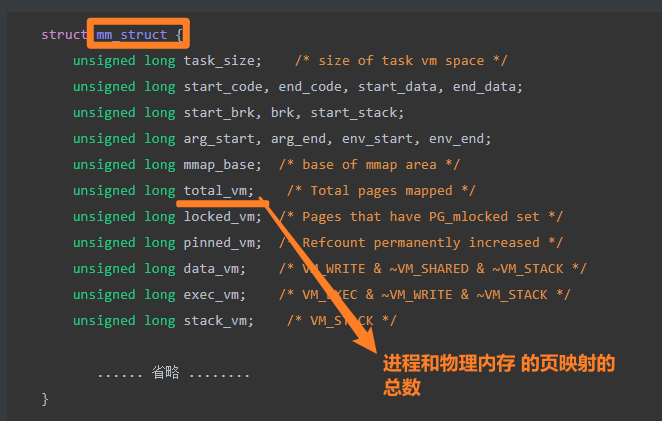 struct mm_struct {
unsigned long task_size; /* size of task vm space */
unsigned long start_code, end_code, start_data, end_data;
unsigned long start_brk, brk, start_stack;
unsigned long arg_start, arg_end, env_start, env_end;
unsigned long mmap_base; /* base of mmap area */
unsigned long total_vm; /* Total pages mapped */
unsigned long locked_vm; /* Pages that have PG_mlocked set */
unsigned long pinned_vm; /* Refcount permanently increased */
unsigned long data_vm; /* VM_WRITE & ~VM_SHARED & ~VM_STACK */
unsigned long exec_vm; /* VM_EXEC & ~VM_WRITE & ~VM_STACK */
unsigned long stack_vm; /* VM_STACK */
...... 省略 ........
进程和物理内存 的页映射的
总数
}